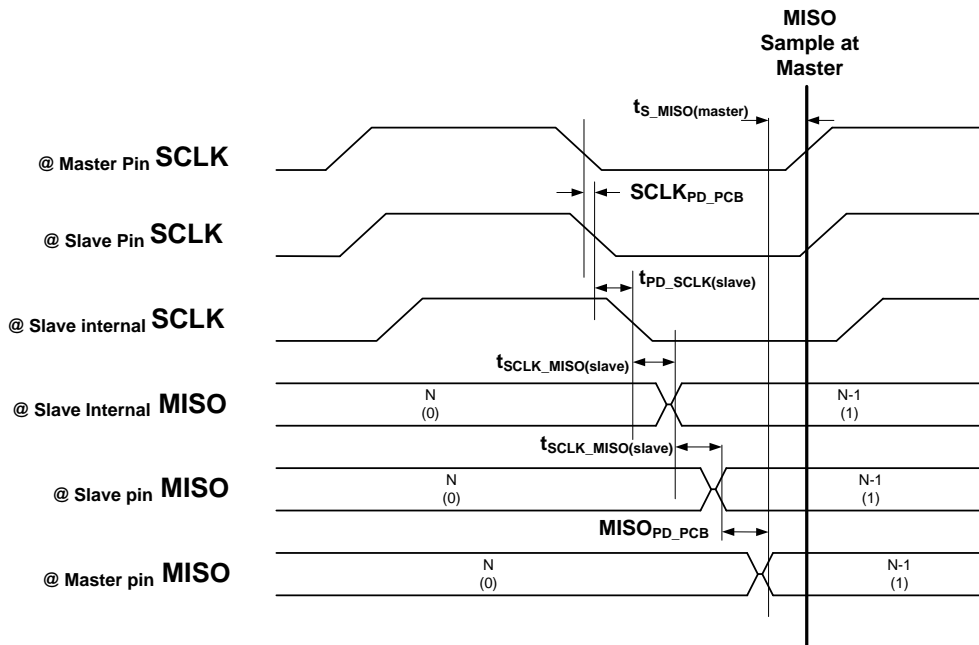 MISO
Sample at
Master
tS_MISO(master)
@ Master Pin SCLK
SCLKPD_PCB
@ Slave Pin SCLK
tPD_SCLK(slave)
@ Slave internal SCLK
tSCLK_MISO(slave)
@ Slave Internal MISO
N
(0)
N-1
(1)
tSCLK_MISO(slave)
@ Slave pin MISO
N
(0)
N-1
(1)
MISOPD_PCB
@ Master pin MISO
N
(0)
N-1
(1)